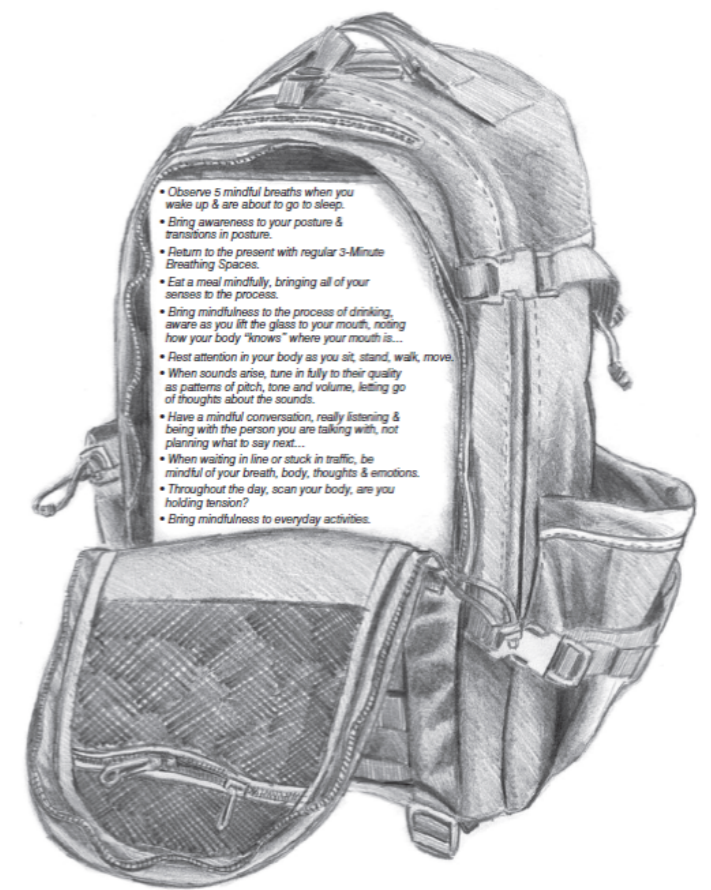 • Observe 5 mindful breaths when you
wake up & are about to go to sleep.
• Bring awareness to your posture &
transitions in posture.
• Return to the present with regular 3-Minute
Breathing Spaces.
• Eat a meal mindfully, bringing all of your
senses to the process.
• Bring mindfulness to the process of drinking,
aware as you lift the glass to your mouth, noting
how your body "knows" where your mouth is...
• Rest attention in your body as you sit, stand, walk, move.
• When sounds arise, tune in fully to their quality
as patterns of pitch, tone and volume, letting go
of thoughts about the sounds.
• Have a mindful conversation, really listening &
being with the person you are talking with, not
planning what to say next...
• When waiting in line or stuck in traffic, be
mindful of your breath, body, thoughts & emotions.
• Throughout the day, scan your body, are you
holding tension?
• Bring mindfulness to everyday activities.